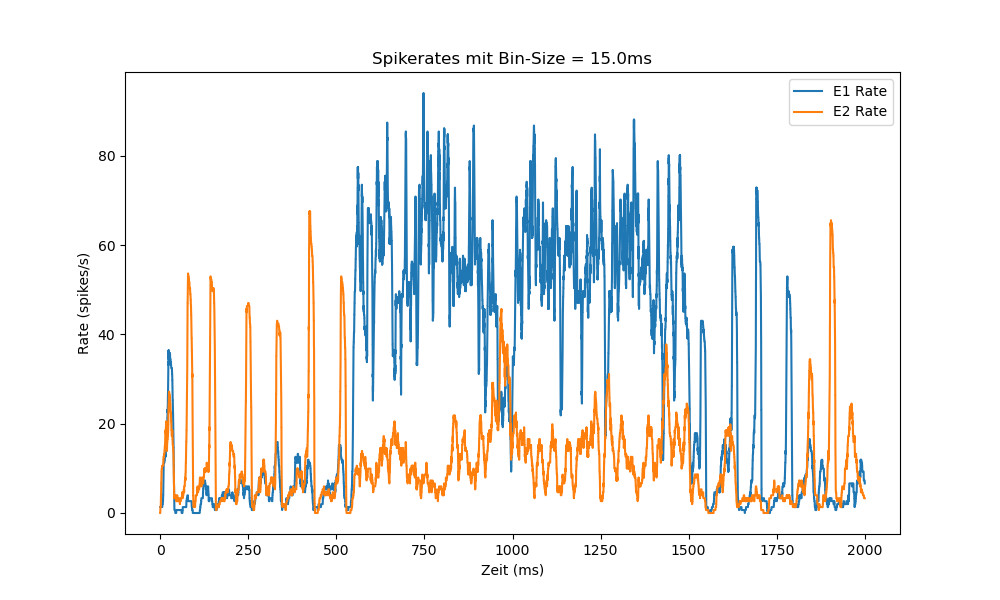 Spikerates mit Bin-Size = 15.0ms
E1 Rate
E2 Rate
Rate (spikes/s)
80
60
40
20
0
0 250 500 750 1000 1250 1500 1750 2000
Zeit (ms)